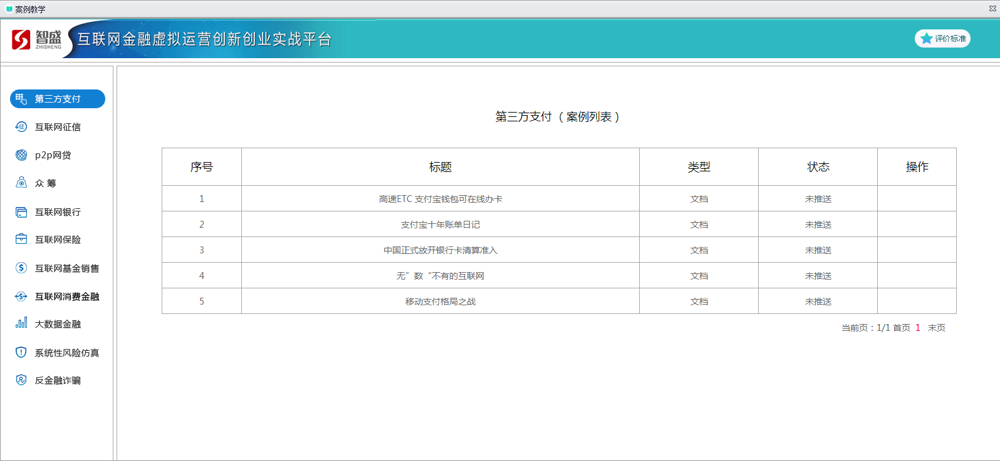 案例教学
智盛
ZHISHENG
互联网金融虚拟运营创新创业实战平台
评价标准
第三方支付
互联网征信
p2p网贷
众 筹
互联网银行
互联网保险
互联网基金销售
互联网消费金融
大数据金融
系统性风险仿真
反金融诈骗
第三方支付 （ 案例列表 ）
序号 标题 类型 状态 操作
1 高速ETC 支付宝钱包可在线办卡 文档 未推送
2 支付宝十年账单日记 文档 未推送
3 中国正式放开银行卡清算准入 文档 未推送
4 无”数“不有的互联网 文档 未推送
5 移动支付格局之战 文档 未推送
当前页：1/1 首页 1 末页